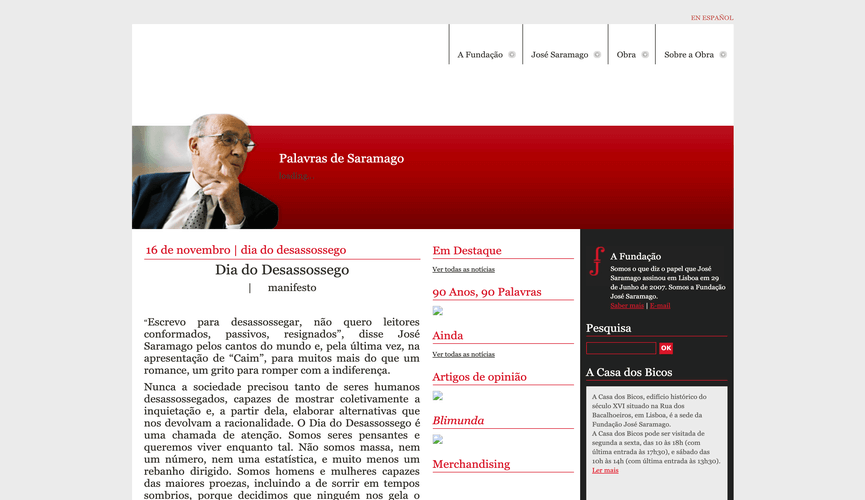 EN ESPAÑOL
A Fundação
José Saramago
Obra
Sobre a Obra
Palavras de Saramago
16 de novembro | dia do desassossego
Dia do Desassossego
| manifesto
“Escrevo para desassossegar, não quero leitores
conformados, passivos, resignados”, disse José
Saramago pelos cantos do mundo e, pela última vez, na
apresentação de “Caim”, para muitos mais do que um
romance, um grito para romper com a indiferença.
Nunca a sociedade precisou tanto de seres humanos
desassossegados, capazes de mostrar coletivamente a
inquietação e, a partir dela, elaborar alternativas que
nos devolvam a racionalidade. O Dia do Desassossego é
uma chamada de atenção. Somos seres pensantes e
queremos viver enquanto tal. Não somos massa, nem
um número, nem uma estatística, e muito menos um
rebanho dirigido. Somos homens e mulheres capazes
das maiores proezas, incluindo a de sorrir em tempos
sombrios, porque decidimos que ninguém nos gela o
Em Destaque
Ver todas as notícias
90 Anos, 90 Palavras
Ainda
Ver todas as notícias
Artigos de opinião
Blimunda
Merchandising
A Fundação
Somos o que diz o papel que José
Saramago assinou em Lisboa em 29
de Junho de 2007. Somos a Fundação
José Saramago.
Saber mais | E-mail
Pesquisa
OK
A Casa dos Bicos
A Casa dos Bicos, edifício histórico do
século XVI situado na Rua dos
Bacalhoeiros, em Lisboa, é a sede da
Fundação José Saramago.
A Casa dos Bicos pode ser visitada de
segunda a sexta, das 10 às 18h (com
última entrada às 17h30), e sábado das
10h às 14h (com última entrada às 13h30).
Ler mais